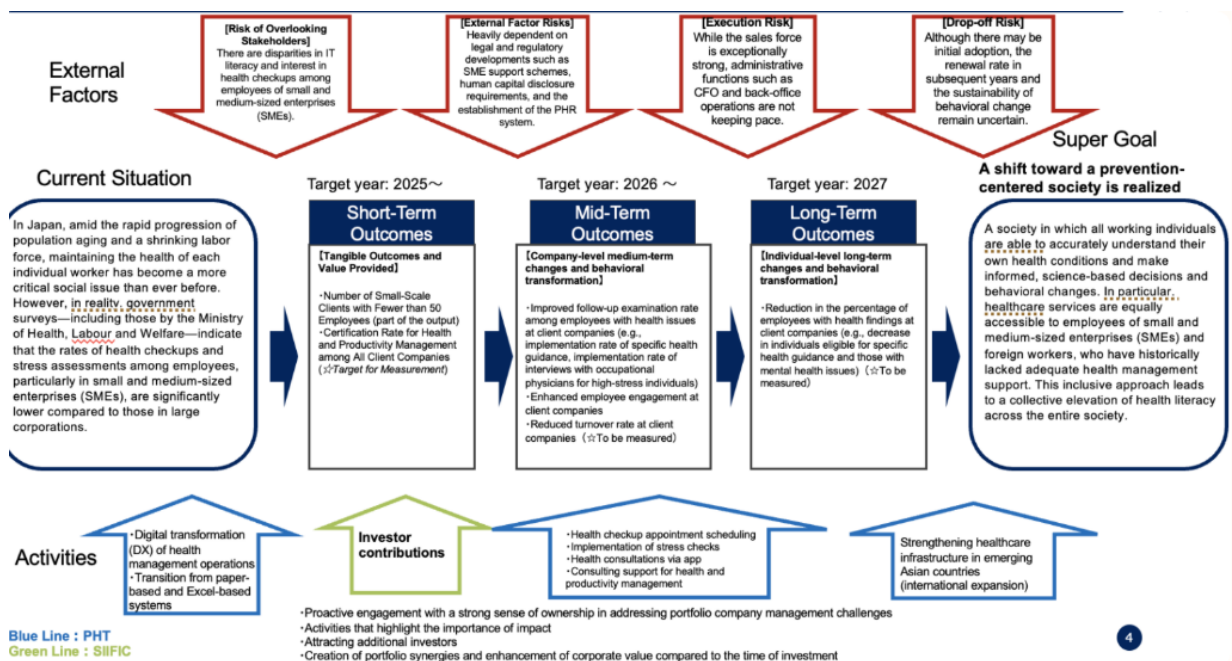 External
Factors
[Risk of Overlooking
Stakeholders]
There are disparities in IT
literacy and interest in
health checkups among
employees of small and
medium-sized enterprises
(SMEs).
[External Factor Risks]
Heavily dependent on
legal and regulatory
developments such as
SME support schemes,
human capital disclosure
requirements, and the
establishment of the PHR
system.
[Execution Risk]
While the sales force
is exceptionally
strong, administrative
functions such as
CFO and back-office
operations are not
keeping pace.
[Drop-off Risk]
Although there may be
initial adoption, the
renewal rate in
subsequent years and
the sustainability of
behavioral change
remain uncertain.
Current Situation
In Japan, amid the rapid progression of
population aging and a shrinking labor
force, maintaining the health of each
individual worker has become a more
critical social issue than ever before.
However, in reality, government
surveys—including those by the Ministry
of Health, Labour and Welfare—indicate
that the rates of health checkups and
stress assessments among employees,
particularly in small and medium-sized
enterprises (SMEs), are significantly
lower compared to those in large
corporations.
Target year: 2025～
Short-Term
Outcomes
【Tangible Outcomes and
Value Provided】
・Number of Small-Scale
Clients with Fewer than 50
Employees (part of the output)
・Certification Rate for Health
and Productivity Management
among All Client Companies
(☆Target for Measurement)
Target year: 2026 ～
Mid-Term
Outcomes
【Company-level medium-term
changes and behavioral
transformation】
・Improved follow-up examination rate
among employees with health issues
at client companies (e.g.,
implementation rate of specific health
guidance, implementation rate of
interviews with occupational
physicians for high-stress individuals)
・Enhanced employee engagement at
client companies
・Reduced turnover rate at client
companies（☆To be measured）
Target year: 2027
Long-Term
Outcomes
【Individual-level long-term
changes and behavioral
transformation】
・Reduction in the percentage of
employees with health findings at
client companies (e.g., decrease
in individuals eligible for specific
health guidance and those with
mental health issues)（☆To be
measured）
Super Goal
A shift toward a prevention-
centered society is realized
A society in which all working individuals
are able to accurately understand their
own health conditions and make
informed, science-based decisions and
behavioral changes. In particular,
healthcare services are equally
accessible to employees of small and
medium-sized enterprises (SMEs) and
foreign workers, who have historically
lacked adequate health management
support. This inclusive approach leads
to a collective elevation of health literacy
across the entire society.
Activities
・Digital transformation
(DX) of health
management operations
・Transition from paper-
based and Excel-based
systems
Investor
contributions
・Health checkup appointment scheduling
・Implementation of stress checks
・Health consultations via app
・Consulting support for health and
productivity management
Strengthening healthcare
infrastructure in emerging
Asian countries
(international expansion)
・Proactive engagement with a strong sense of ownership in addressing portfolio company management challenges
・Activities that highlight the importance of impact
・Attracting additional investors
・Creation of portfolio synergies and enhancement of corporate value compared to the time of investment
Blue Line : PHT
Green Line : SIIFIC
4